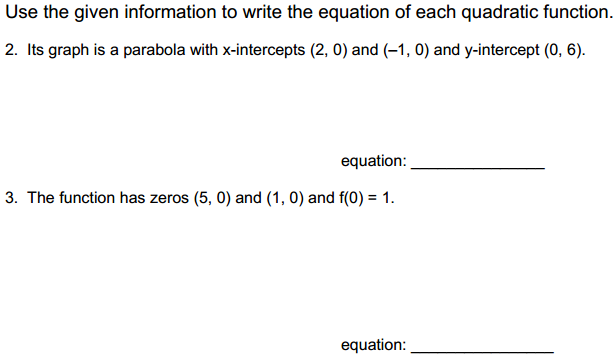 Use the given information to write the equation of each quadratic function.
2. Its graph is a parabola with x-intercepts (2, 0) and (–1, 0) and y-intercept (0, 6).
equation: _______________
3. The function has zeros (5, 0) and (1, 0) and f(0) = 1.
equation: ________________